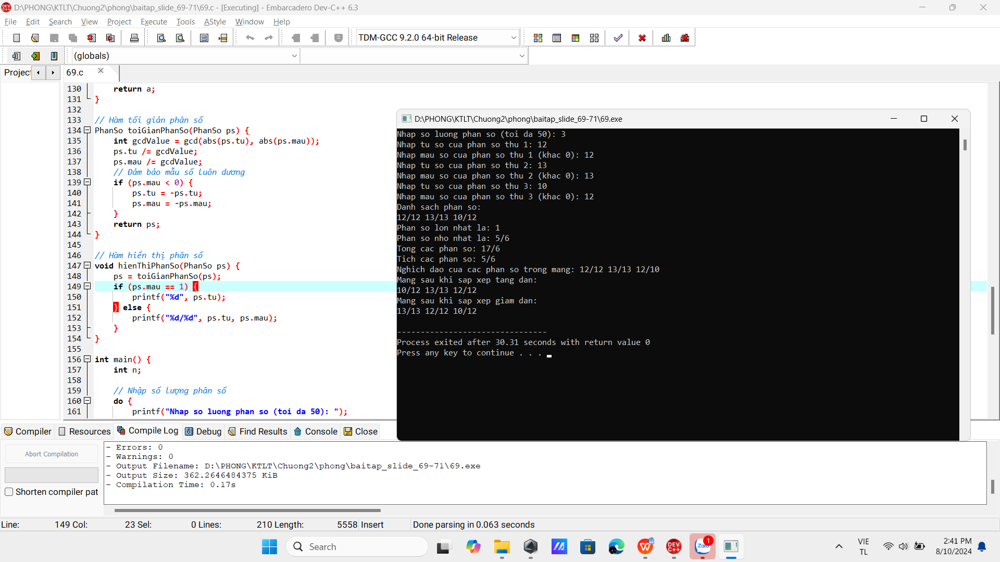 D:\PHONG\KTLT\Chuong2\phong\baitap_slide_69-71\69.c - [Executing] - Embarcadero Dev-C++ 6.3
File Edit Search View Project Execute Tools AStyle Window Help
TDM-GCC 9.2.0 64-bit Release
(globals)
Project 69.c
130 return a;
131 }
132
133 // Hàm tối giản phân số
134 PhanSo toiGianPhanSo(PhanSo ps) {
135 int gcdValue = gcd(abs(ps.tu), abs(ps.mau));
136 ps.tu /= gcdValue;
137 ps.mau /= gcdValue;
138 // Đảm bảo mẫu số luôn dương
139 if (ps.mau < 0) {
140 ps.tu = -ps.tu;
141 ps.mau = -ps.mau;
142 }
143 return ps;
144 }
145
146 // Hàm hiển thị phân số
147 void hienThiPhanSo(PhanSo ps) {
148 ps = toiGianPhanSo(ps);
149 if (ps.mau == 1) {
150 printf("%d", ps.tu);
151 } else {
152 printf("%d/%d", ps.tu, ps.mau);
153 }
154 }
155
156 int main() {
157 int n;
158
159 // Nhập số lượng phân số
160 do {
161 printf("Nhap so luong phan so (toi da 50): ");
D:\PHONG\KTLT\Chuong2\phong\baitap_slide_69-71\69.exe
Nhap so luong phan so (toi da 50): 3
Nhap tu so cua phan so thu 1: 12
Nhap mau so cua phan so thu 1 (khac 0): 12
Nhap tu so cua phan so thu 2: 13
Nhap mau so cua phan so thu 2 (khac 0): 13
Nhap tu so cua phan so thu 3: 10
Nhap mau so cua phan so thu 3 (khac 0): 12
Danh sach phan so:
12/12 13/13 10/12
Phan so lon nhat la: 1
Phan so nho nhat la: 5/6
Tong cac phan so: 17/6
Tich cac phan so: 5/6
Nghich dao cua cac phan so trong mang: 12/12 13/13 12/10
Mang sau khi sap xep tang dan:
10/12 13/13 12/12
Mang sau khi sap xep giam dan:
13/13 12/12 10/12
--------------------------------
Process exited after 30.31 seconds with return value 0
Press any key to continue . . .
Compiler Resources Compile Log Debug Find Results Console Close
Abort Compilation
Shorten compiler pat
- Errors: 0
- Warnings: 0
- Output Filename: D:\PHONG\KTLT\Chuong2\phong\baitap_slide_69-71\69.exe
- Output Size: 362.2646484375 KiB
- Compilation Time: 0.17s
Line: 149 Col: 23 Sel: 0 Lines: 210 Length: 5558 Insert Done parsing in 0.063 seconds
Search
DEV C++
Zalo
1
VIE
TL
2:41 PM
8/10/2024